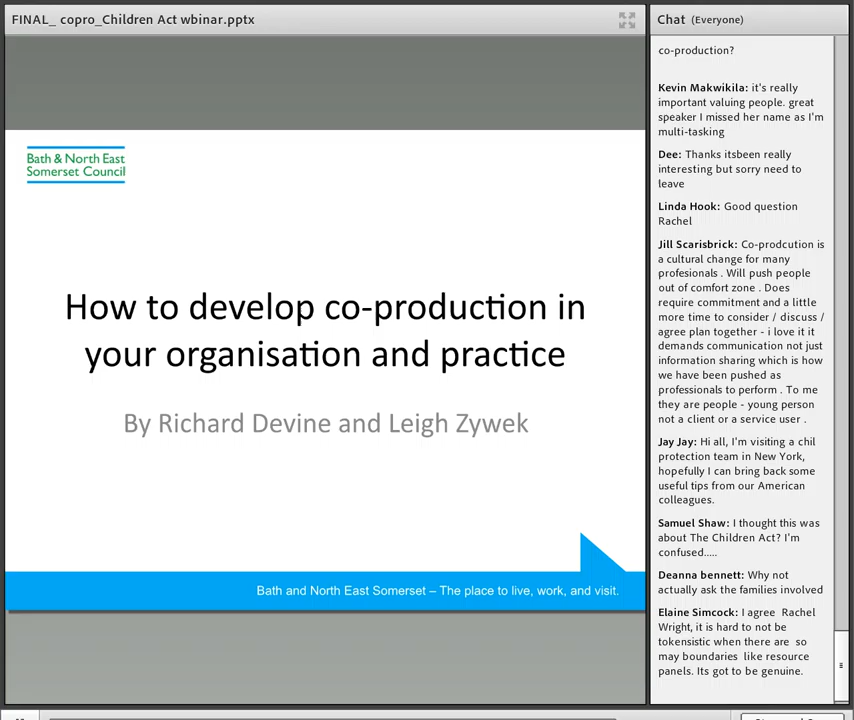 FINAL_ copro_Children Act wbinar.pptx
Bath & North East
Somerset Council
How to develop co-production in
your organisation and practice
By Richard Devine and Leigh Zywek
Bath and North East Somerset – The place to live, work, and visit.
Chat (Everyone)
co-production?
Kevin Makwikila: it's really
important valuing people. great
speaker I missed her name as I'm
multi-tasking
Dee: Thanks itsbeen really
interesting but sorry need to
leave
Linda Hook: Good question
Rachel
Jill Scarisbrick: Co-prodcution is
a cultural change for many
profesionals . Will push people
out of comfort zone . Does
require commitment and a little
more time to consider / discuss /
agree plan together - i love it it
demands communication not just
information sharing which is how
we have been pushed as
professionals to perform . To me
they are people - young person
not a client or a service user .
Jay Jay: Hi all, I'm visiting a chil
protection team in New York,
hopefully I can bring back some
useful tips from our American
colleagues.
Samuel Shaw: I thought this was
about The Children Act? I'm
confused.....
Deanna bennett: Why not
actually ask the families involved
Elaine Simcock: I agree Rachel
Wright, it is hard to not be
tokensistic when there are so
may boundaries like resource
panels. Its got to be genuine.